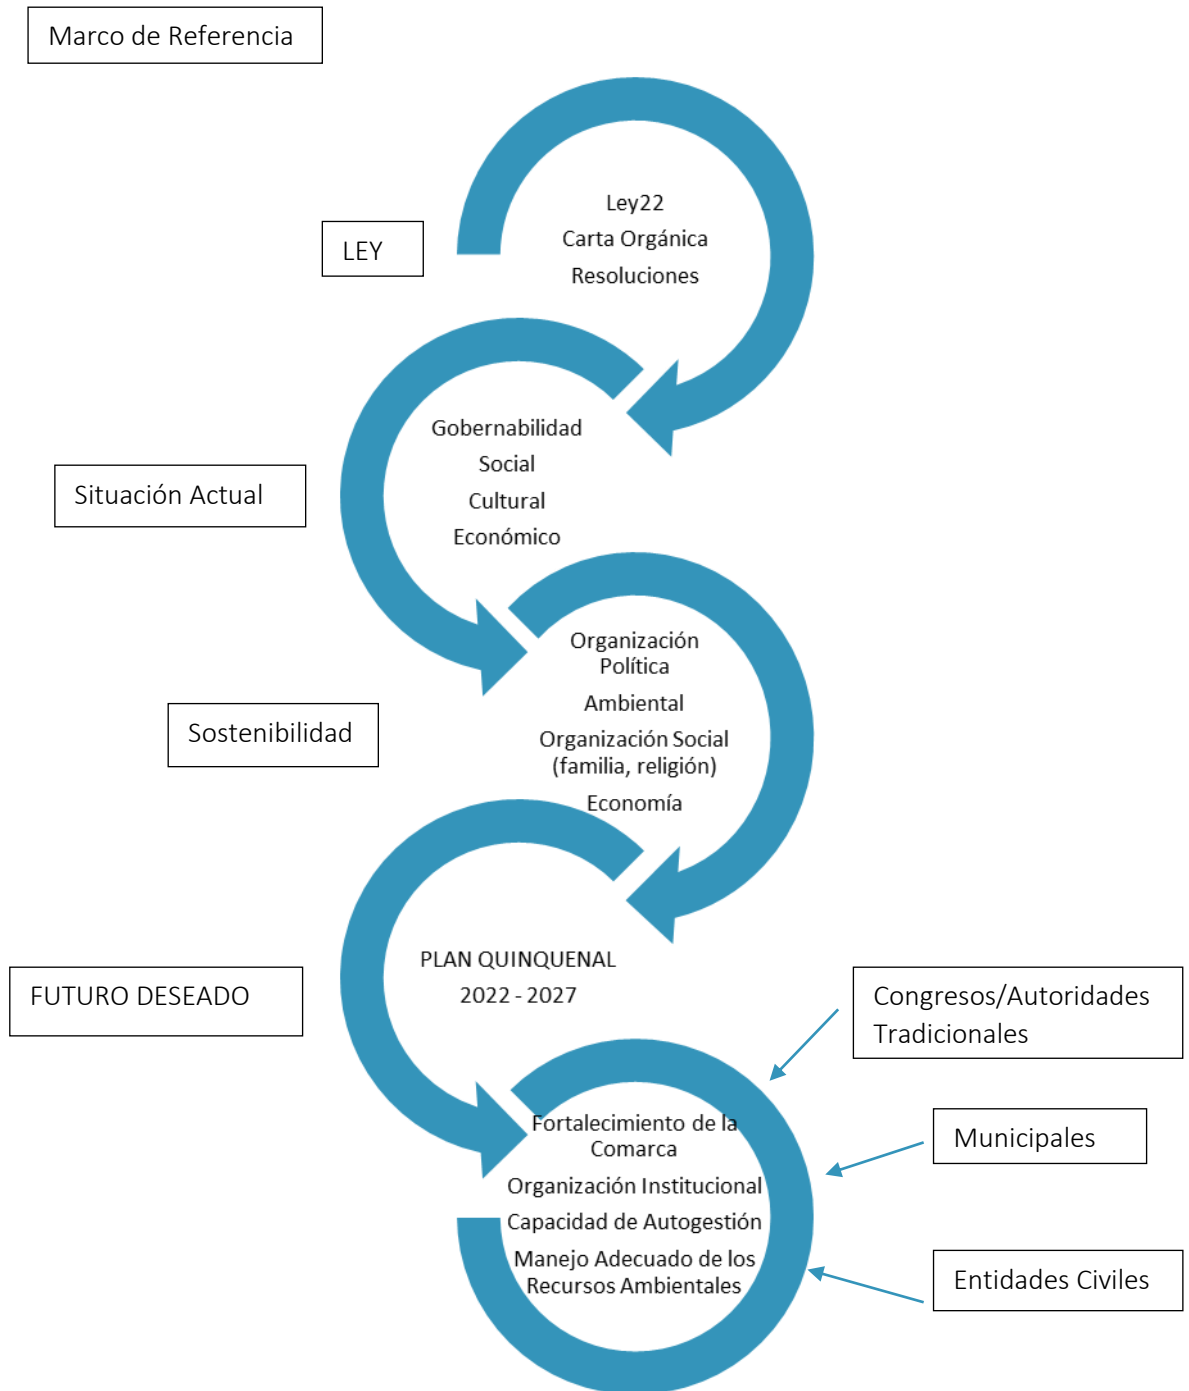 Marco de Referencia
Ley22
Carta Orgánica
Resoluciones
LEY
Gobernabilidad
Social
Cultural
Económico
Situación Actual
Organización
Política
Ambiental
Organización Social
(familia, religión)
Economía
Sostenibilidad
PLAN QUINQUENAL
2022 - 2027
FUTURO DESEADO
Congresos/Autoridades
Tradicionales
Fortalecimiento de la
Comarca
Organización Institucional
Capacidad de Autogestión
Manejo Adecuado de los
Recursos Ambientales
Municipales
Entidades Civiles